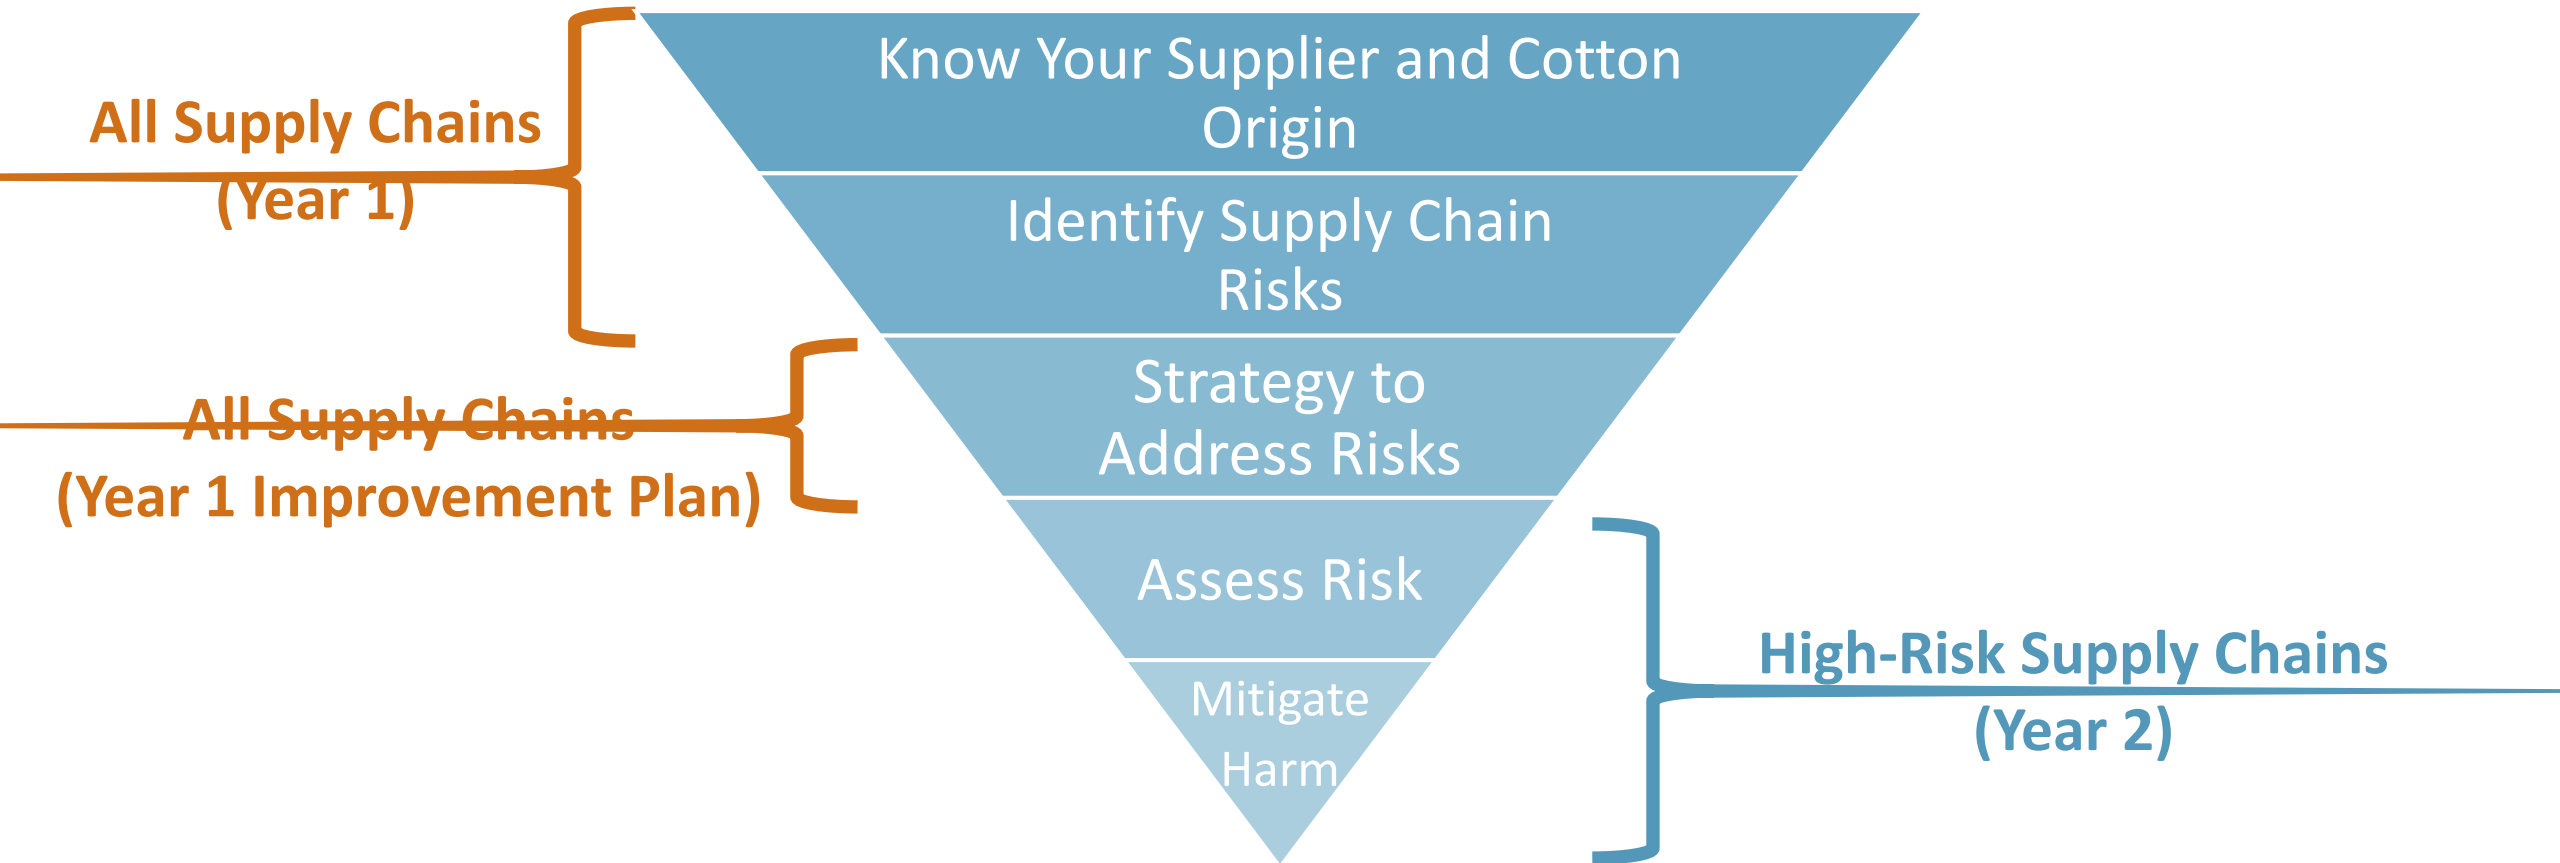 Know Your Supplier and Cotton
Origin
All Supply Chains
(Year 1)
Identify Supply Chain
Risks
Strategy to
Address Risks
All Supply Chains
(Year 1 Improvement Plan)
Assess Risk
High-Risk Supply Chains
(Year 2)
Mitigate
Harm